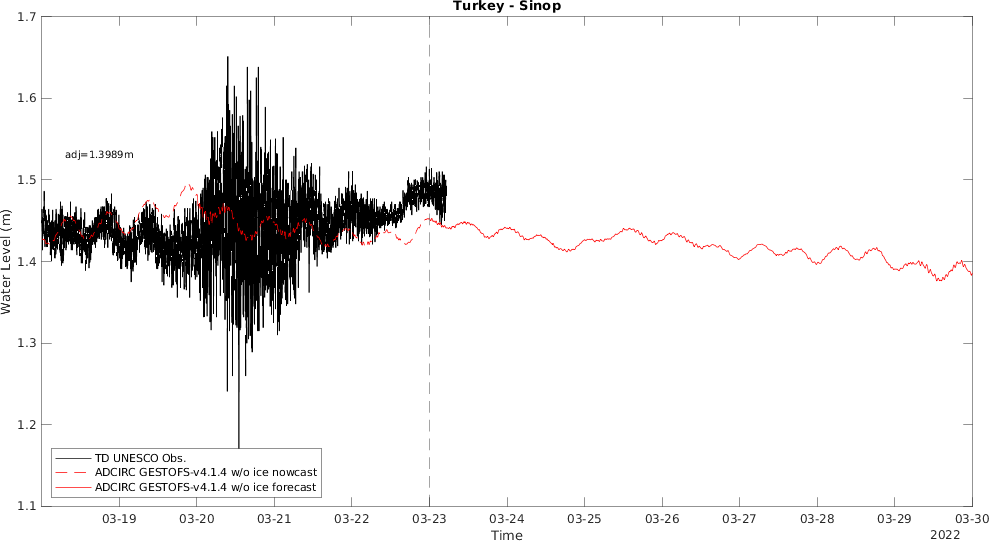 Turkey - Sinop
1.7
1.6
1.5
1.4
1.3
1.2
1.1
Water Level (m)
adj=1.3989m
TD UNESCO Obs.
ADCIRC GESTOFS-v4.1.4 w/o ice nowcast
ADCIRC GESTOFS-v4.1.4 w/o ice forecast
03-19 03-20 03-21 03-22 03-23 03-24 03-25 03-26 03-27 03-28 03-29 03-30
Time
2022